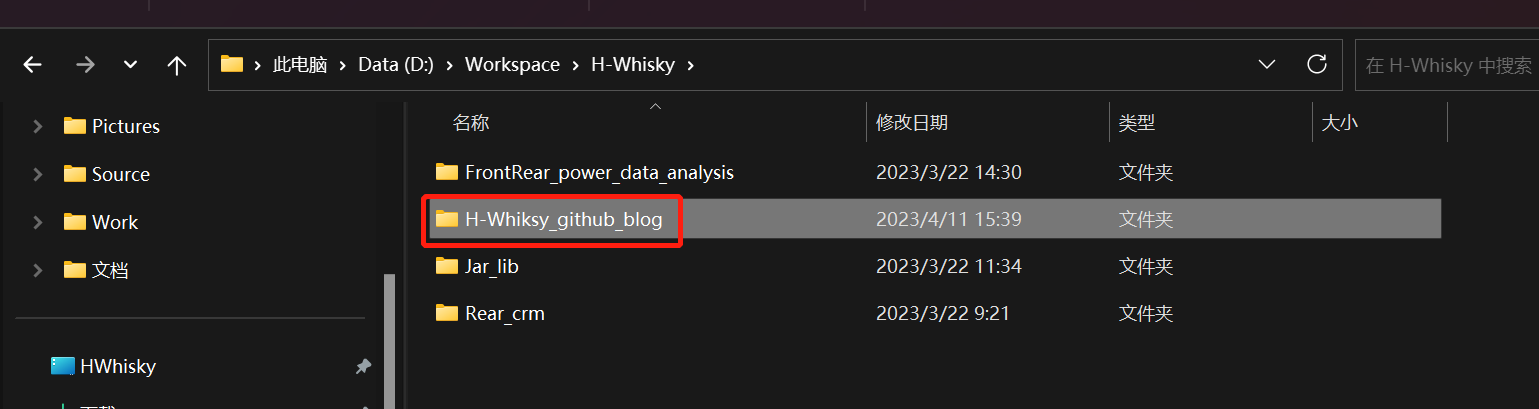 此电脑 Data (D:) Workspace H-Whisky 在 H-Whisky 中搜索
名称 修改日期 类型 大小
Pictures
Source
Work
文档
HWhisky
下载
FrontRear_power_data_analysis 2023/3/22 14:30 文件夹
H-Whiksy_github_blog 2023/4/11 15:39 文件夹
Jar_lib 2023/3/22 11:34 文件夹
Rear_crm 2023/3/22 9:21 文件夹